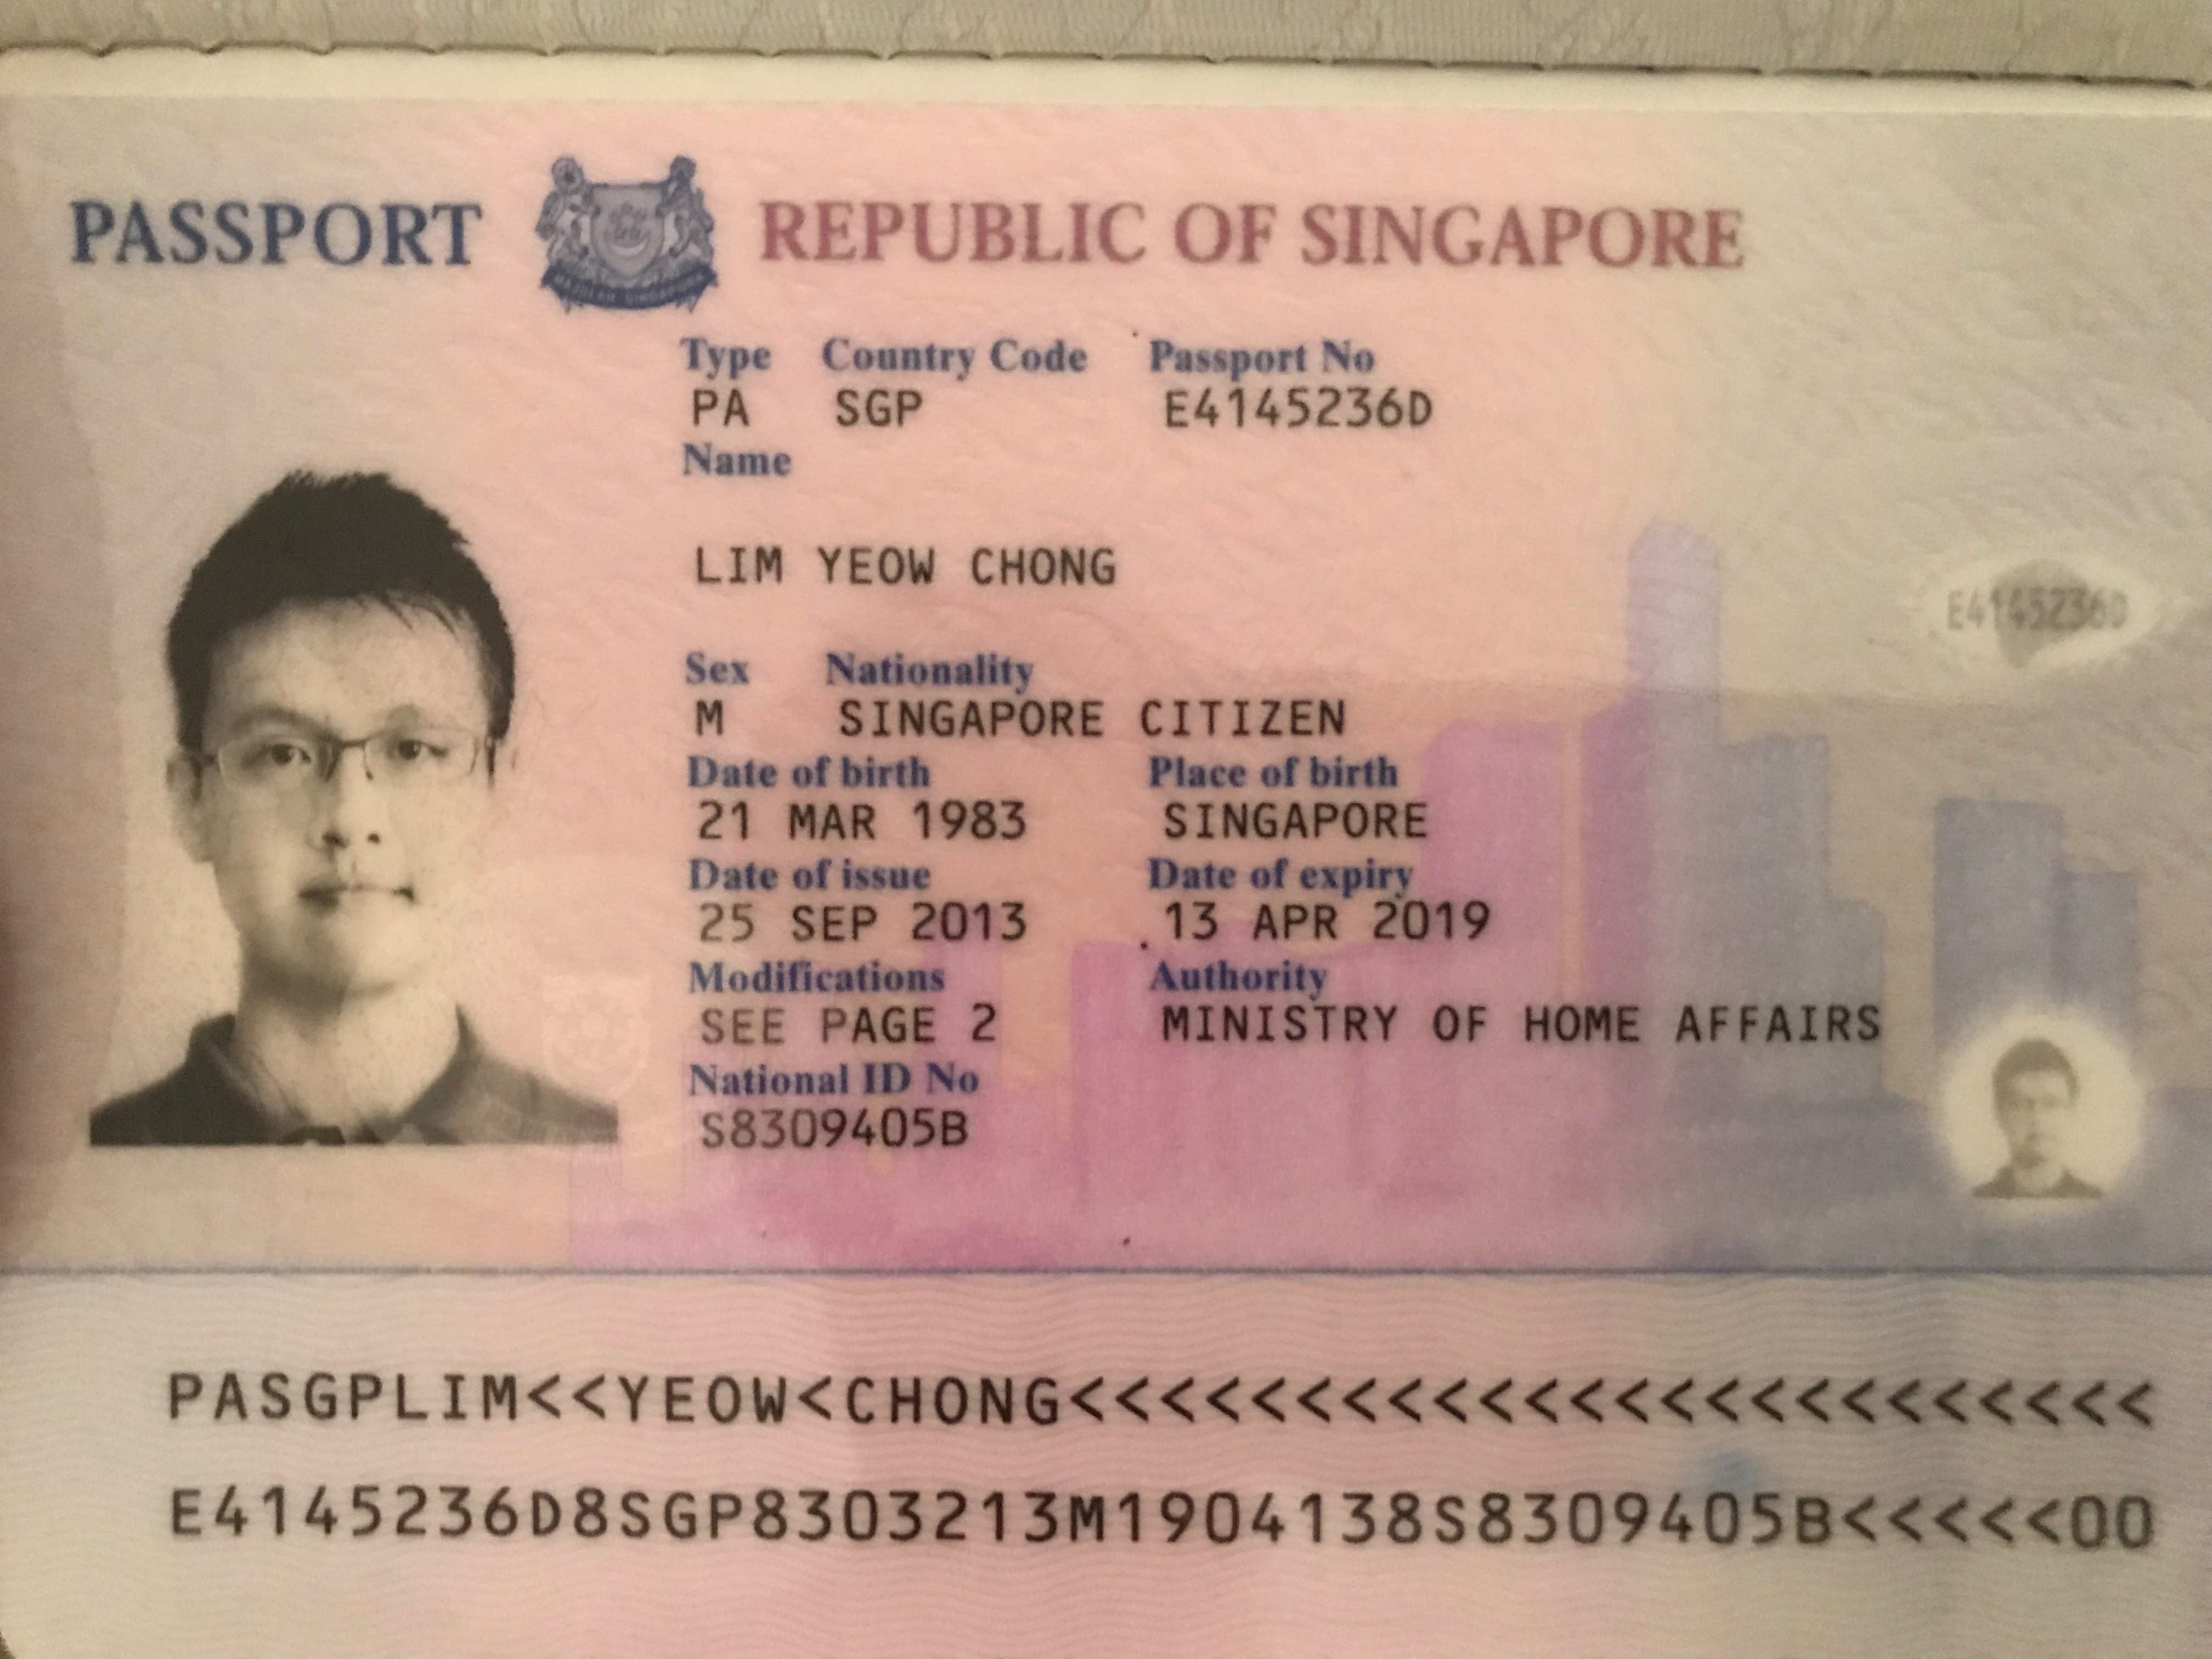 PASSPORT REPUBLIC OF SINGAPORE
Type Country Code Passport No
PA SGP E4145236D
Name
LIM YEOW CHONG
Sex Nationality
M SINGAPORE CITIZEN
Date of birth Place of birth
21 MAR 1983 SINGAPORE
Date of issue Date of expiry
25 SEP 2013 13 APR 2019
Modifications Authority
SEE PAGE 2 MINISTRY OF HOME AFFAIRS
National ID No
S8309405B
E4145236D
PASGPLIM<<YEOW<CHONG<<<<<<<<<<<<<<<<<<<<<<<<
E4145236D8SGP8303213M1904138S8309405B<<<<<00